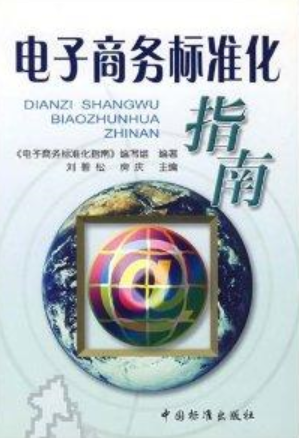 电子商务标准化
指南
DIANZI SHANGWU
BIAOZHUNHUA
ZHINAN
《电子商务标准化指南》编写组 编著
刘碧松 房庆 主编
@
中国标准出版社